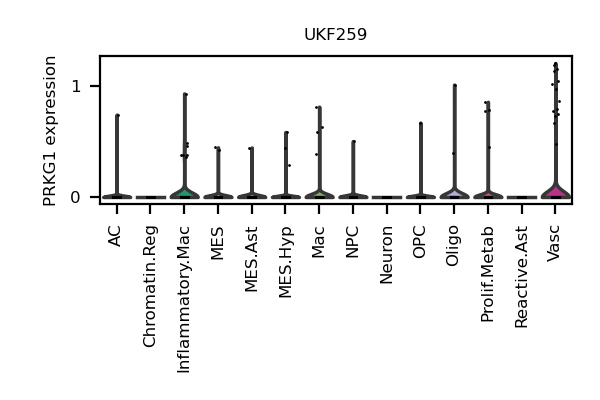 UKF259
PRKG1 expression
1
0
AC
Chromatin.Reg
Inflammatory.Mac
MES
MES.Ast
MES.Hyp
Mac
NPC
Neuron
OPC
Oligo
Prolif.Metab
Reactive.Ast
Vasc